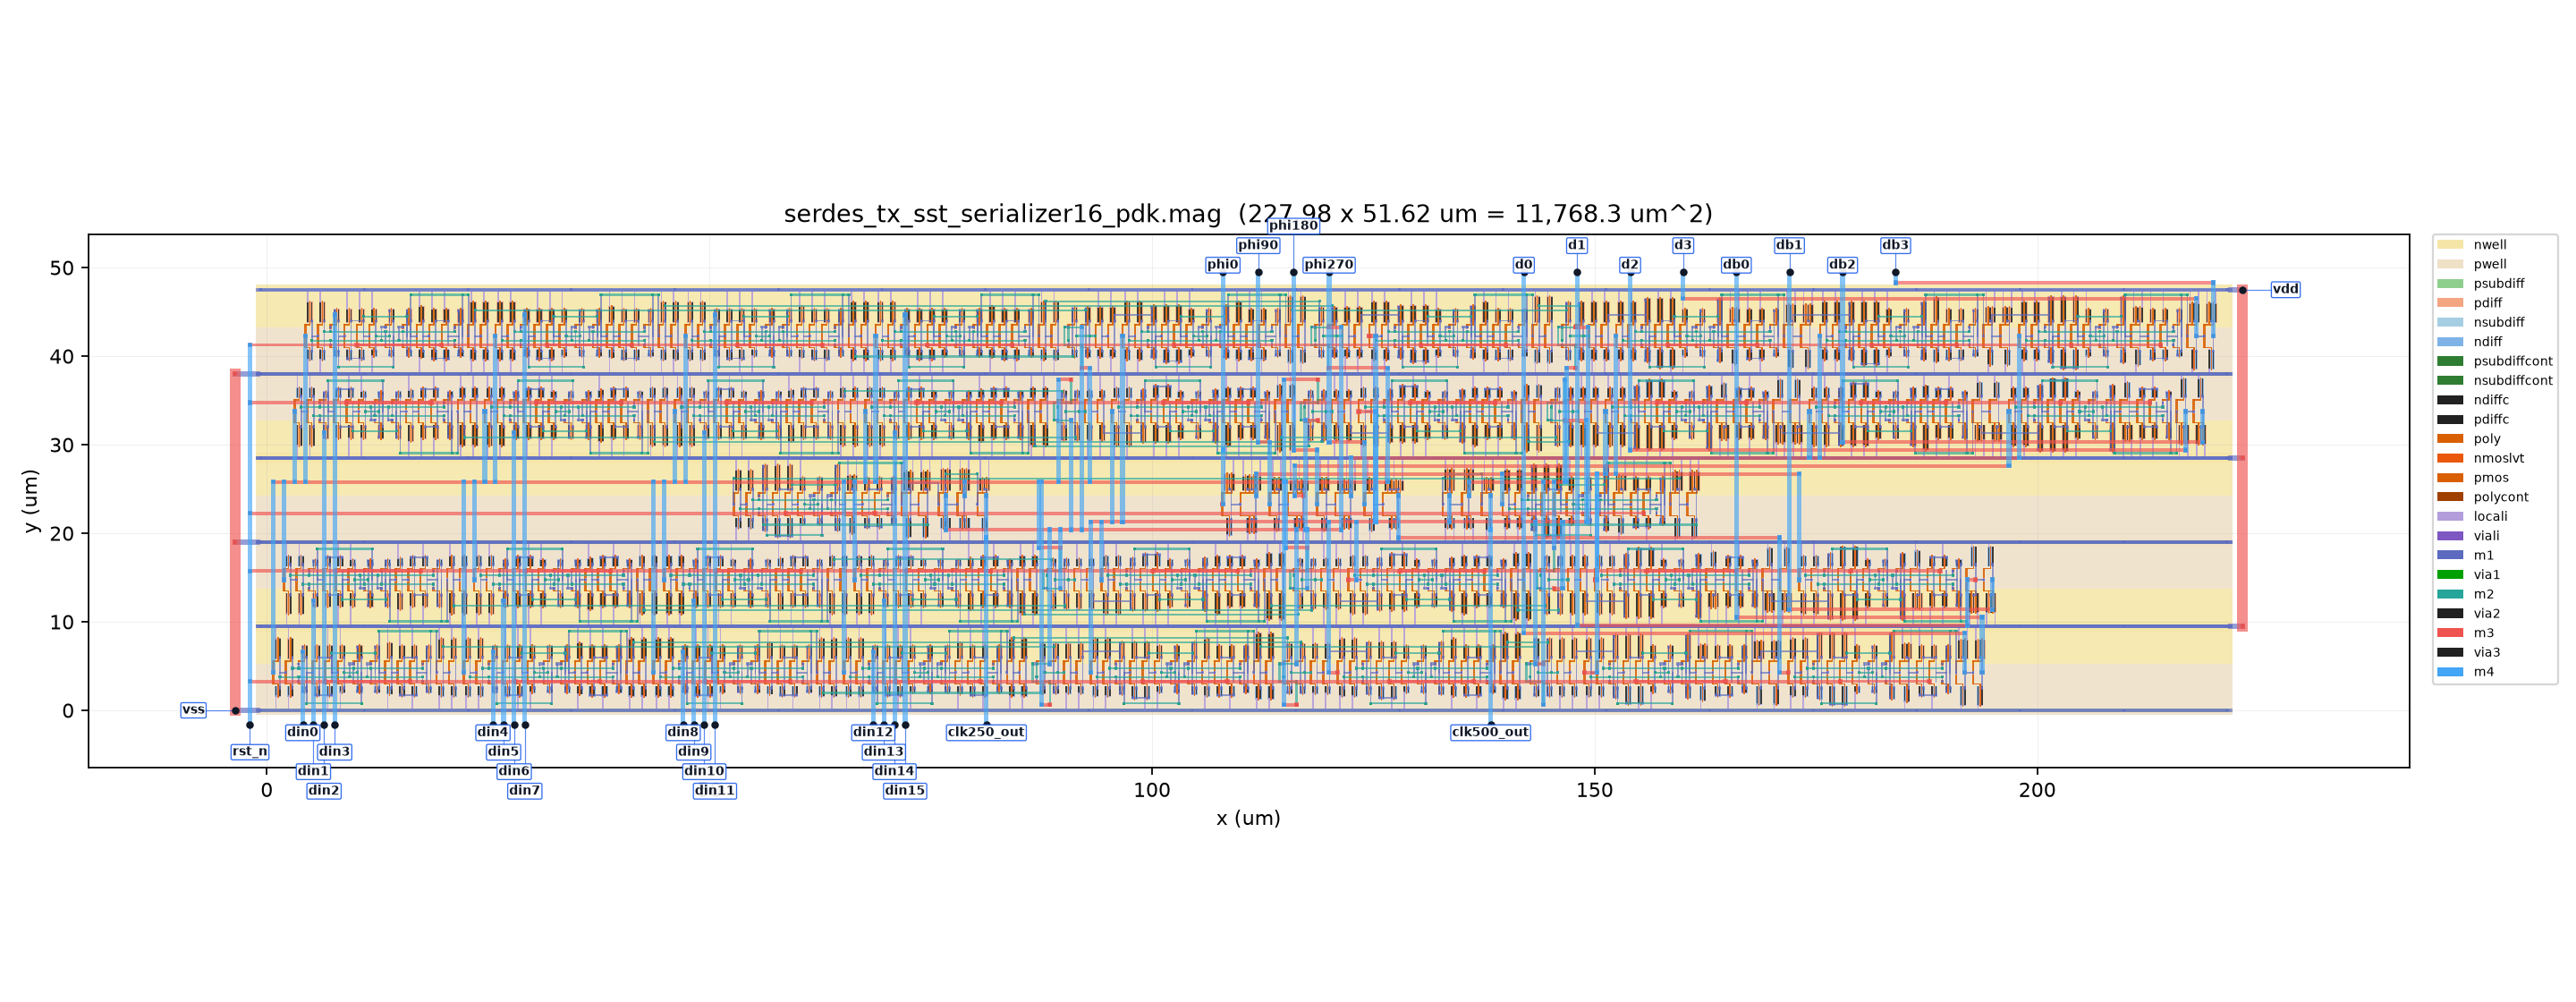 serdes_tx_sst_serializer16_pdk.mag (227.98 x 51.62 um = 11,768.3 um^2)
phi180
phi90
d1
d3
db1
db3
phi0
phi270
d0
d2
db0
db2
vdd
50
40
30
20
10
0
y (um)
vss
din0
din4
din8
din12
clk250_out
clk500_out
rst_n
din3
din5
din9
din13
din1
din6
din10
din14
din2
din7
din11
din15
0
100
150
200
x (um)
nwell
pwell
psubdiff
pdiff
nsubdiff
ndiff
psubdiffcont
nsubdiffcont
ndiffc
pdiffc
poly
nmoslvt
pmos
polycont
locali
viali
m1
via1
m2
via2
m3
via3
m4